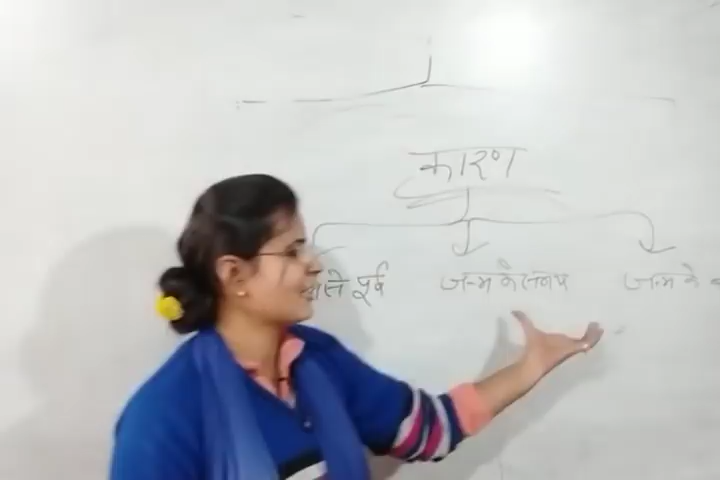 कारण
पूर्व जन्म के समय जन्म के